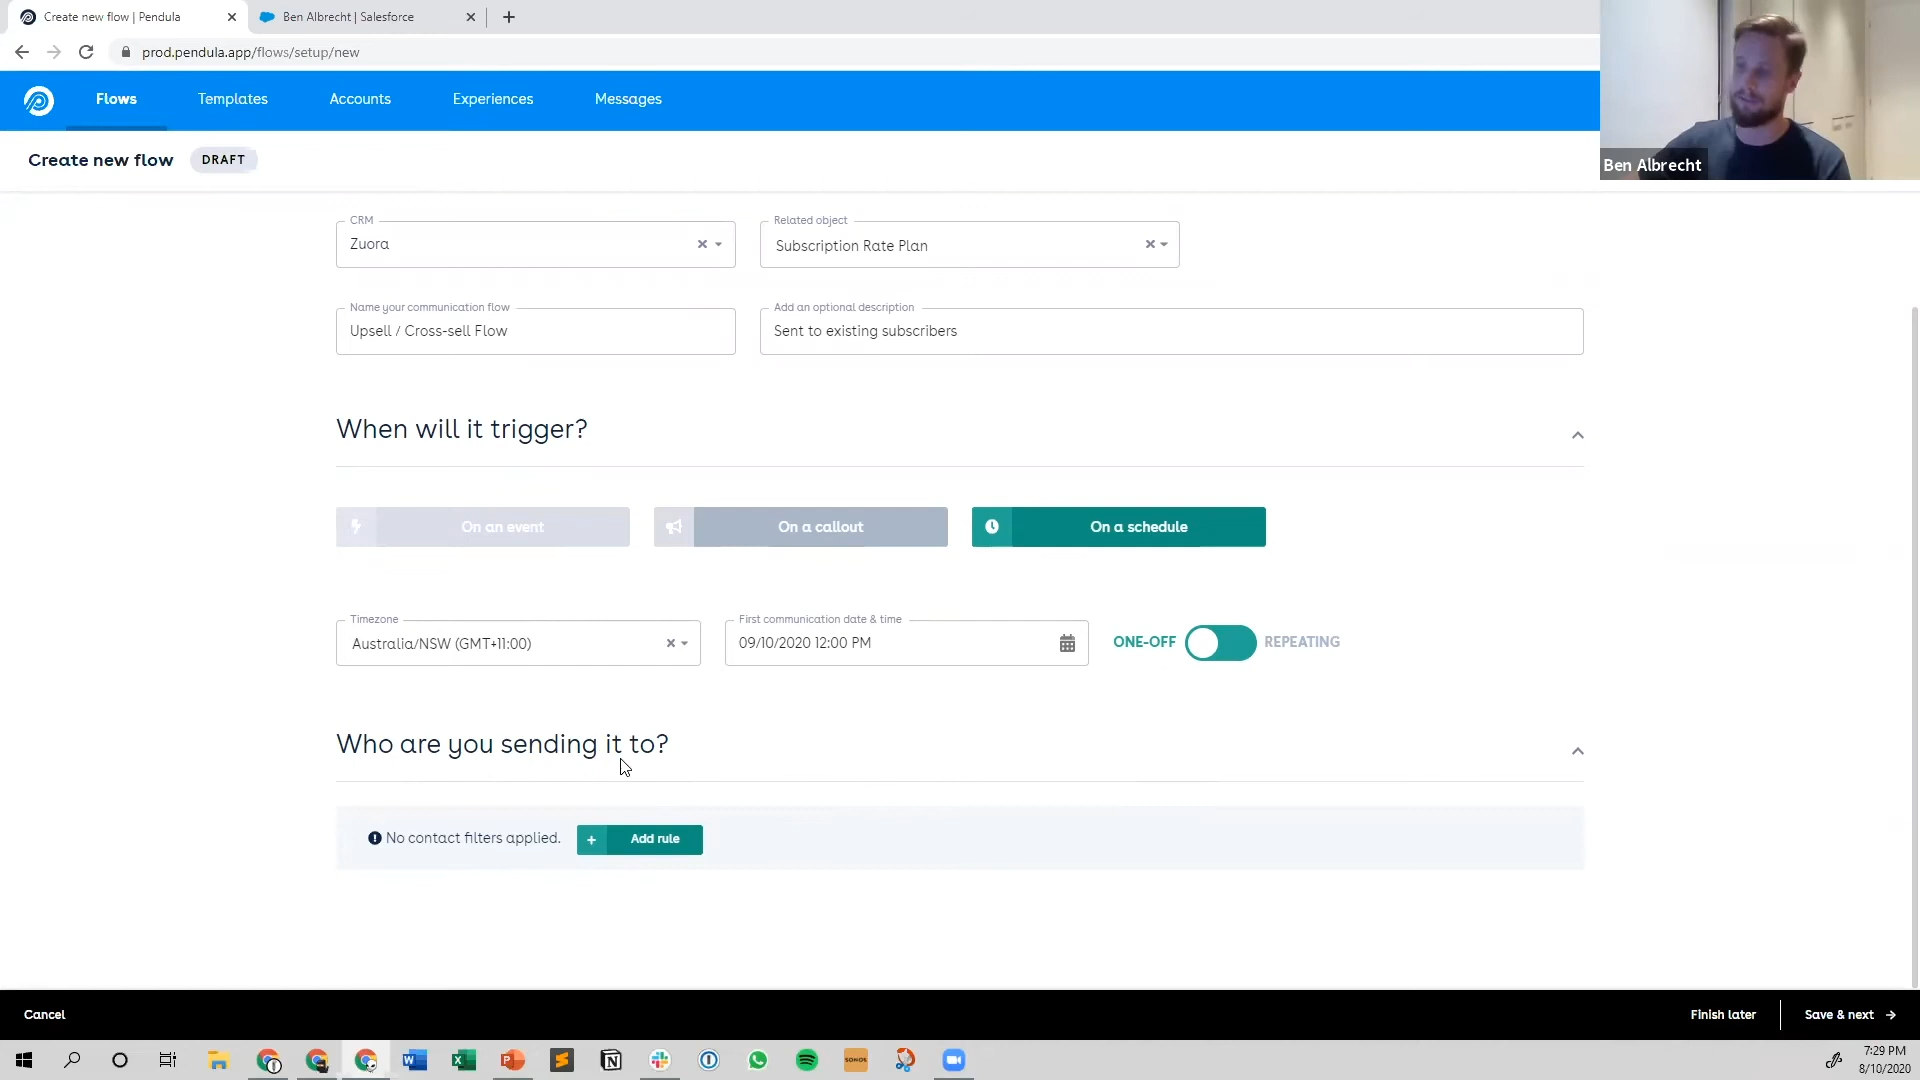 Create new flow | Pendula
Ben Albrecht | Salesforce
prod.pendula.app/flows/setup/new
Flows Templates Accounts Experiences Messages
Create new flow DRAFT
Ben Albrecht
CRM
Zuora
Related object
Subscription Rate Plan
Name your communication flow
Upsell / Cross-sell Flow
Add an optional description
Sent to existing subscribers
When will it trigger?
On an event
On a callout
On a schedule
Timezone
Australia/NSW (GMT+11:00)
First communication date & time
09/10/2020 12:00 PM
ONE-OFF REPEATING
Who are you sending it to?
No contact filters applied. + Add rule
Cancel
Finish later
Save & next
SONOS
7:29 PM
8/10/2020